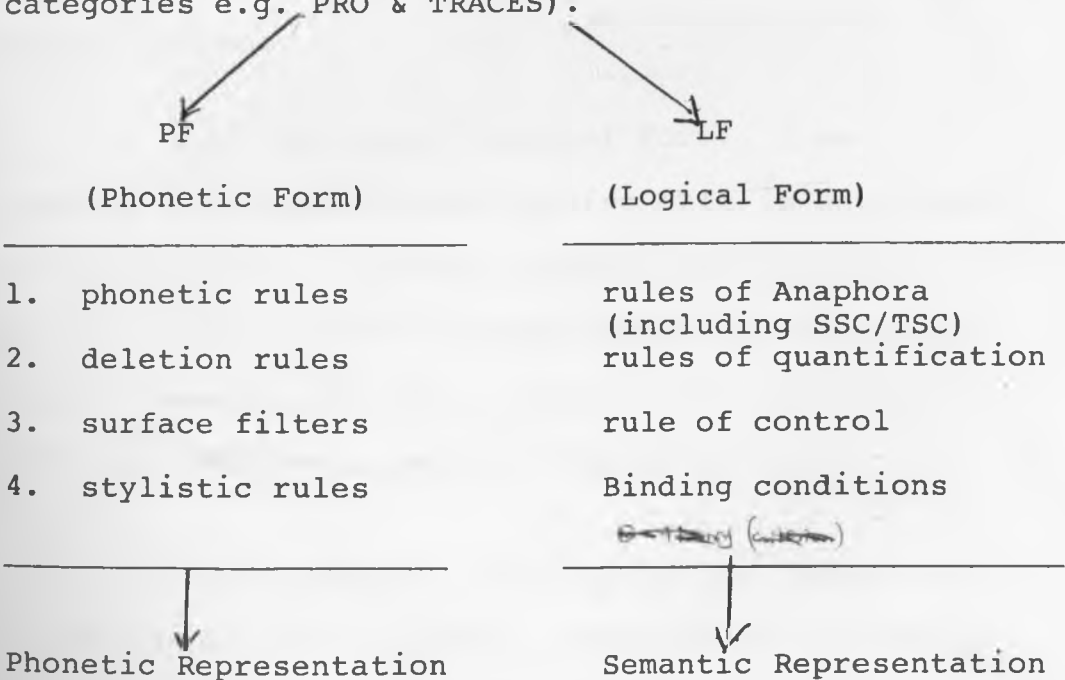 categories e.g. PRO & TRACES).
PF LF
(Phonetic Form) (Logical Form)
1. phonetic rules rules of Anaphora
(including SSC/TSC)
2. deletion rules rules of quantification
3. surface filters rule of control
4. stylistic rules Binding conditions
Phonetic Representation Semantic Representation